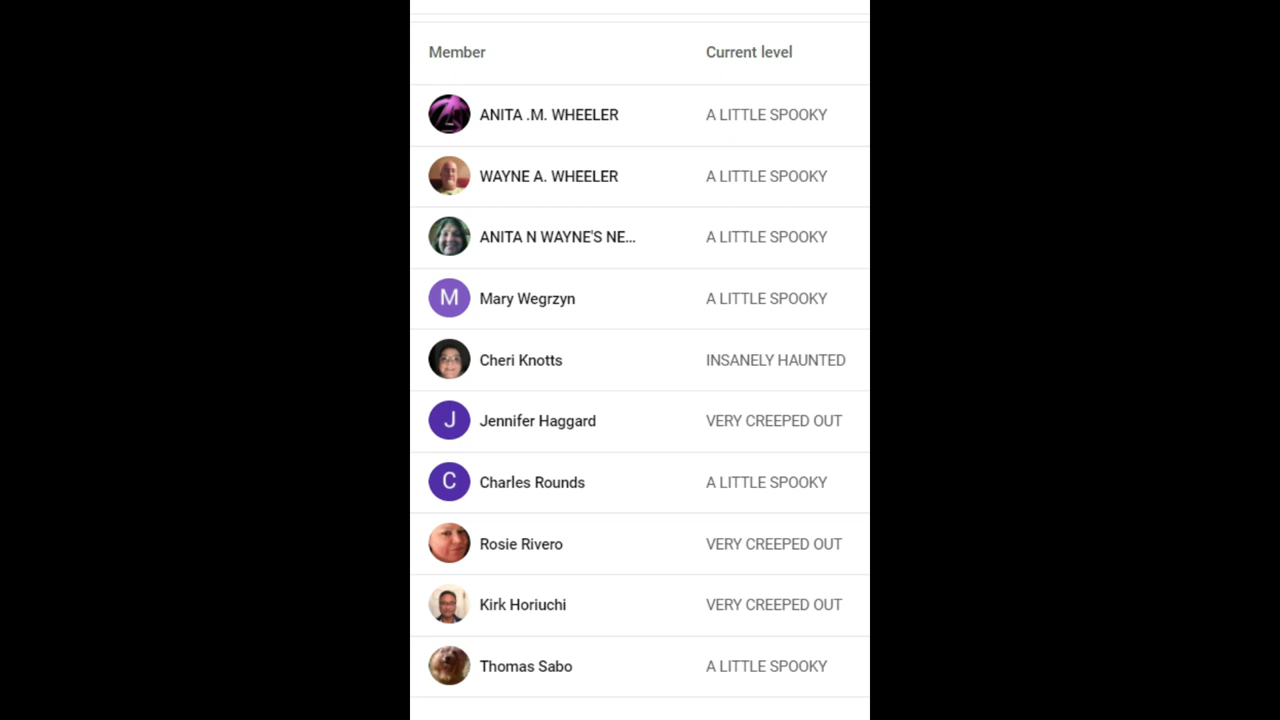 Member Current level
ANITA .M. WHEELER A LITTLE SPOOKY
WAYNE A. WHEELER A LITTLE SPOOKY
ANITA N WAYNE'S NE... A LITTLE SPOOKY
M Mary Wegrzyn A LITTLE SPOOKY
Cheri Knotts INSANELY HAUNTED
J Jennifer Haggard VERY CREEPED OUT
C Charles Rounds A LITTLE SPOOKY
Rosie Rivero VERY CREEPED OUT
Kirk Horiuchi VERY CREEPED OUT
Thomas Sabo A LITTLE SPOOKY